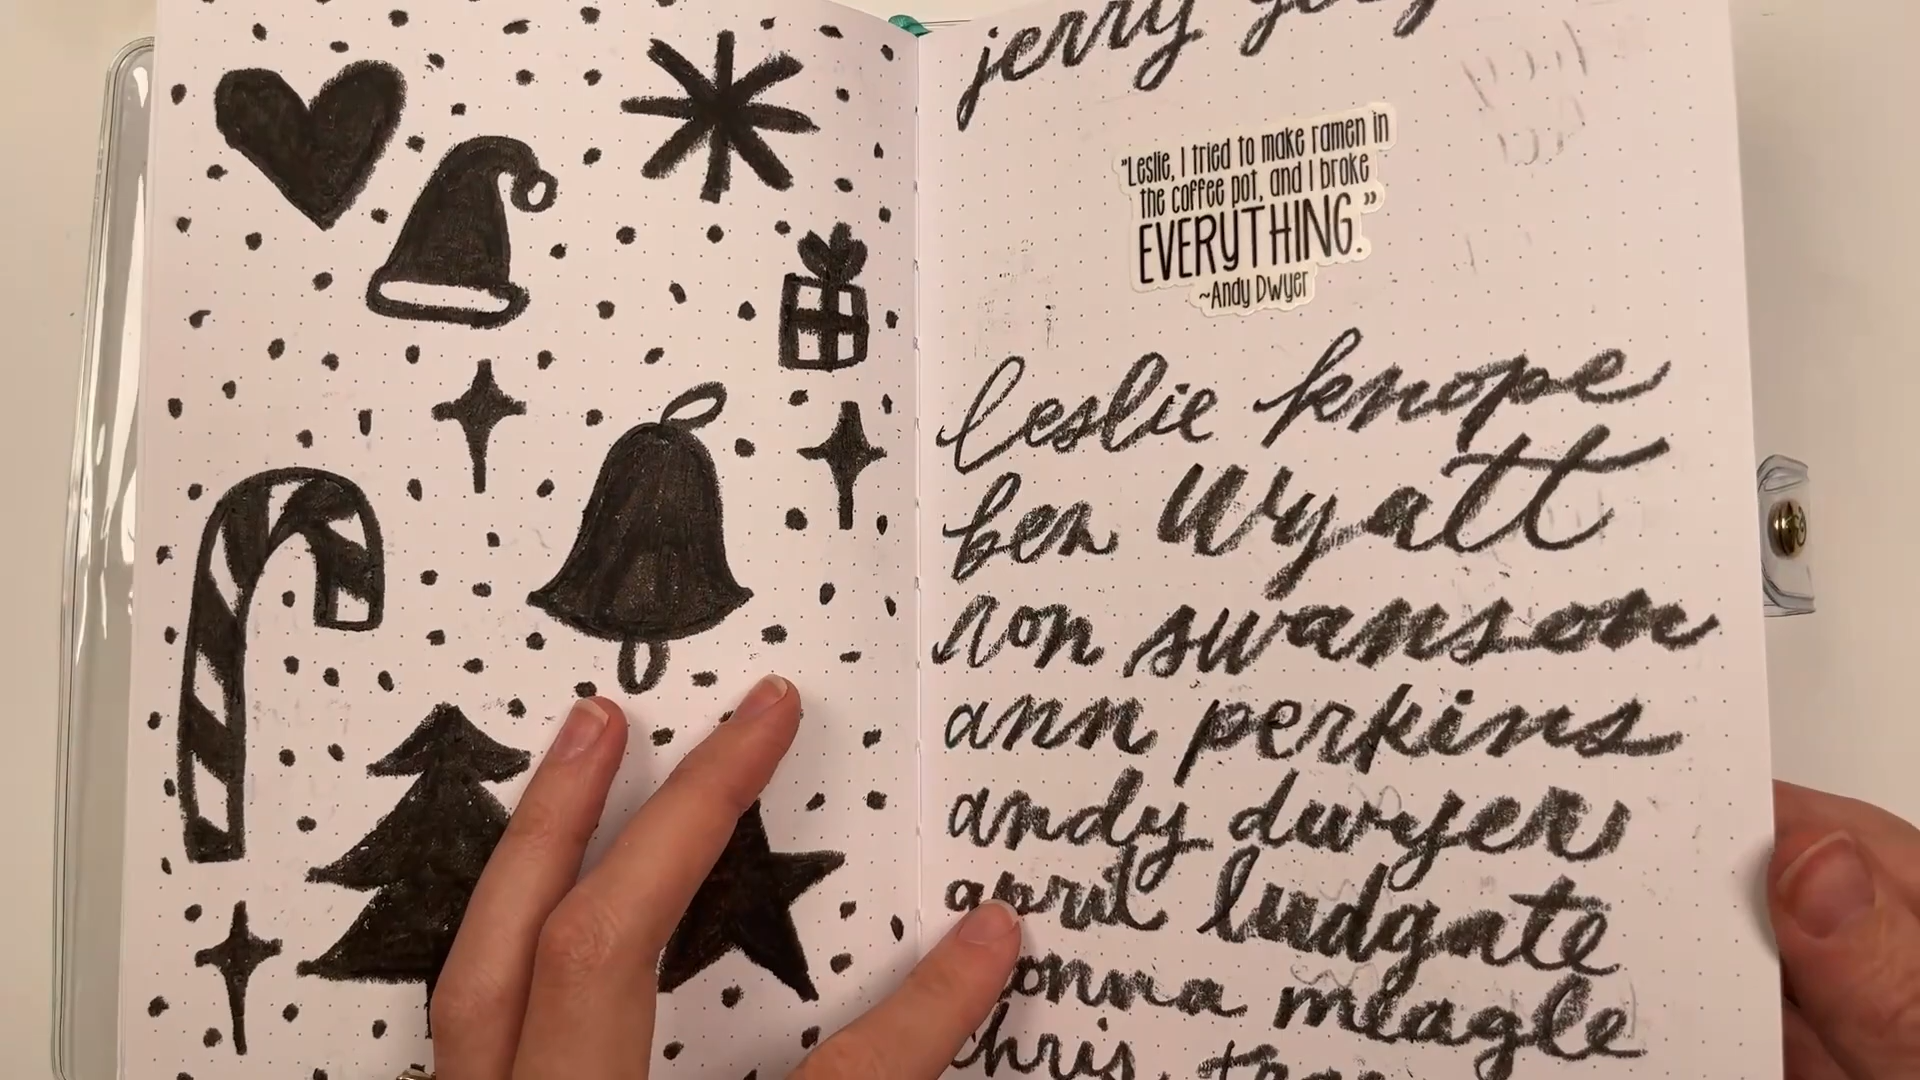 jerry
"Leslie, I tried to make ramen in
the coffee pot, and I broke
EVERYTHING."
~Andy Dwyer
leslie knope
ben Wyatt
ron swanson
ann perkins
andy dwyer
april ludgate
meagle
chris